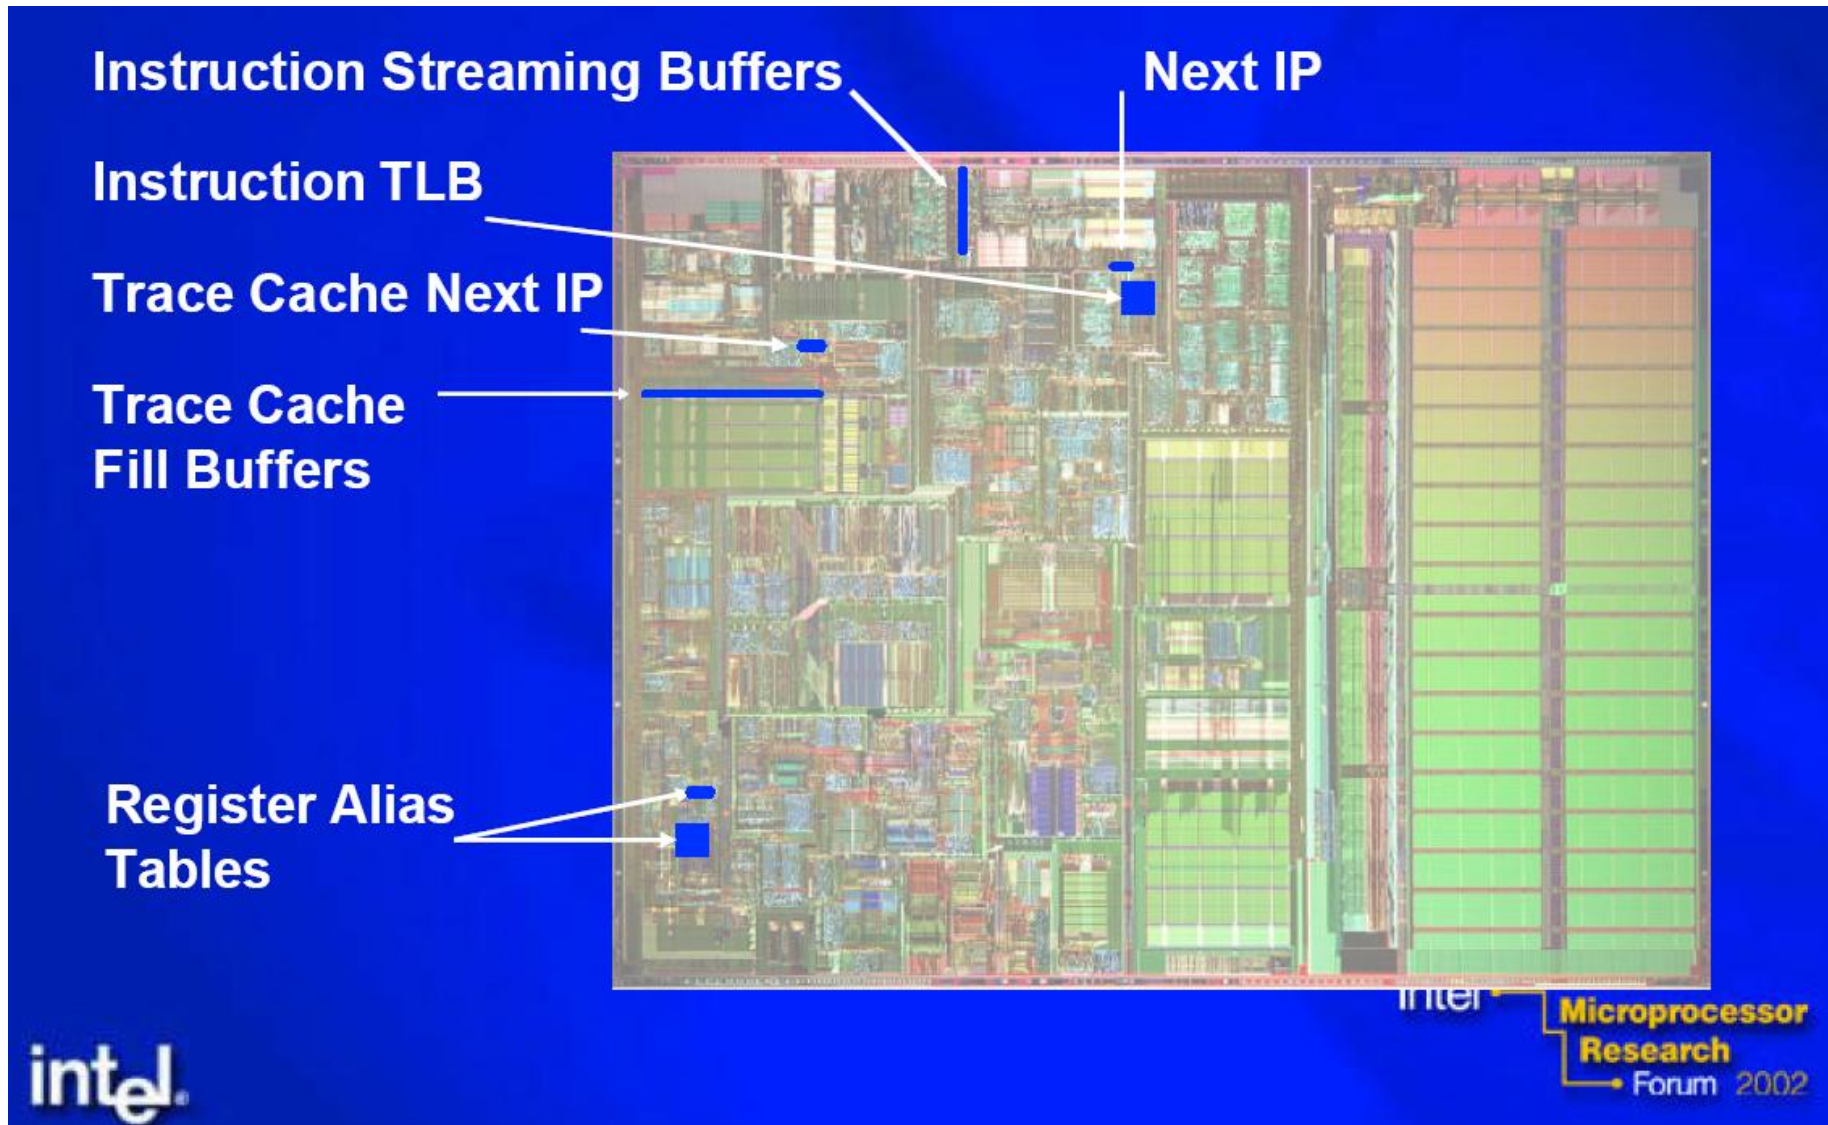 Instruction Streaming Buffers
Next IP
Instruction TLB
Trace Cache Next IP
Trace Cache
Fill Buffers
Register Alias
Tables
intel
Intel
Microprocessor
Research
Forum 2002